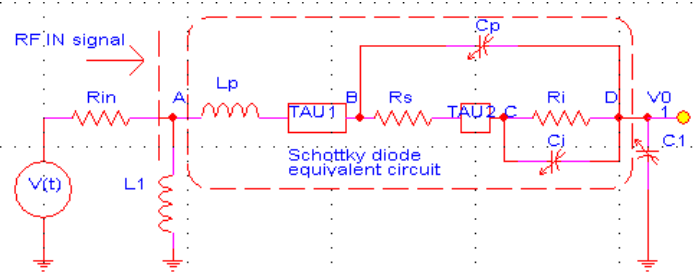 Cp
RF IN signal
Lp
Rin
A
TAU1
B
Rs
TAU2
C
Ri
D
V0
1
Schottky diode
equivalent circuit
Cj
C1
V(t)
L1